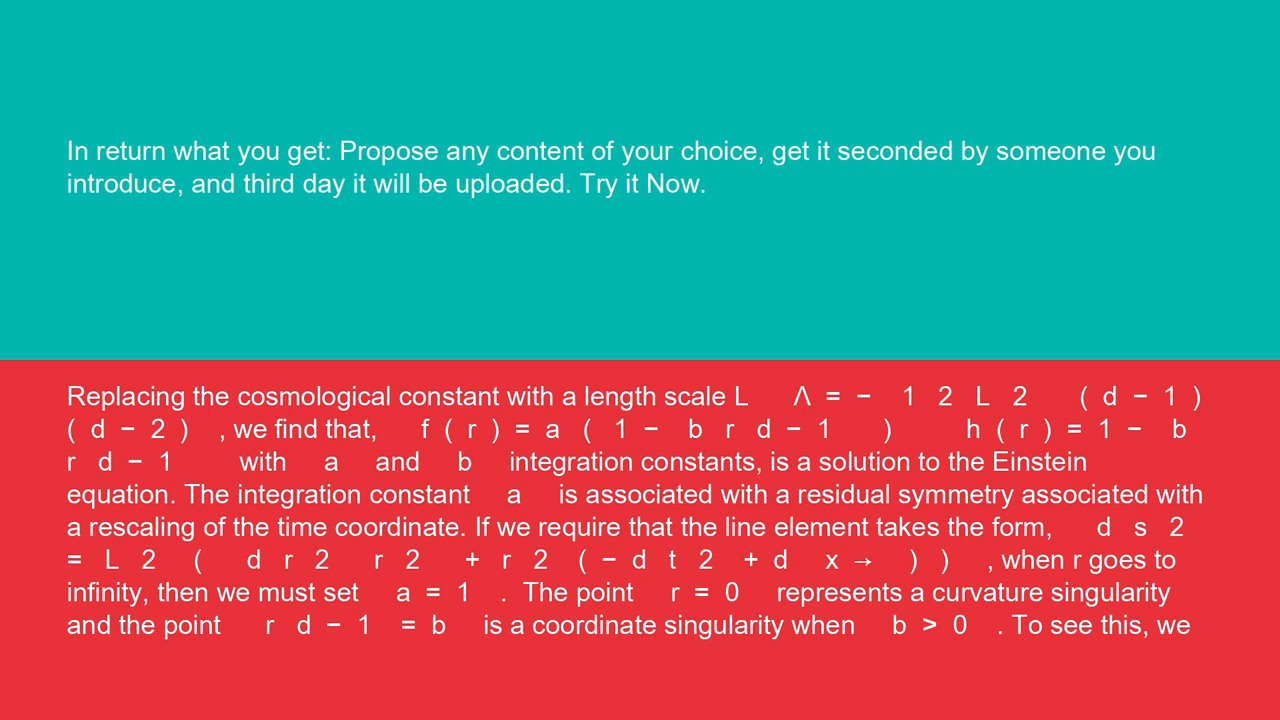 In return what you get: Propose any content of your choice, get it seconded by someone you
introduce, and third day it will be uploaded. Try it Now.
Replacing the cosmological constant with a length scale L Λ = − 1 2 L 2 ( d − 1 )
( d − 2 ) , we find that, f ( r ) = a ( 1 − b r d − 1 ) h ( r ) = 1 − b
r d − 1 with a and b integration constants, is a solution to the Einstein
equation. The integration constant a is associated with a residual symmetry associated with
a rescaling of the time coordinate. If we require that the line element takes the form, d s 2
= L 2 ( d r 2 r 2 + r 2 ( − d t 2 + d x → ) ) , when r goes to
infinity, then we must set a = 1 . The point r = 0 represents a curvature singularity
and the point r d − 1 = b is a coordinate singularity when b > 0 . To see this, we